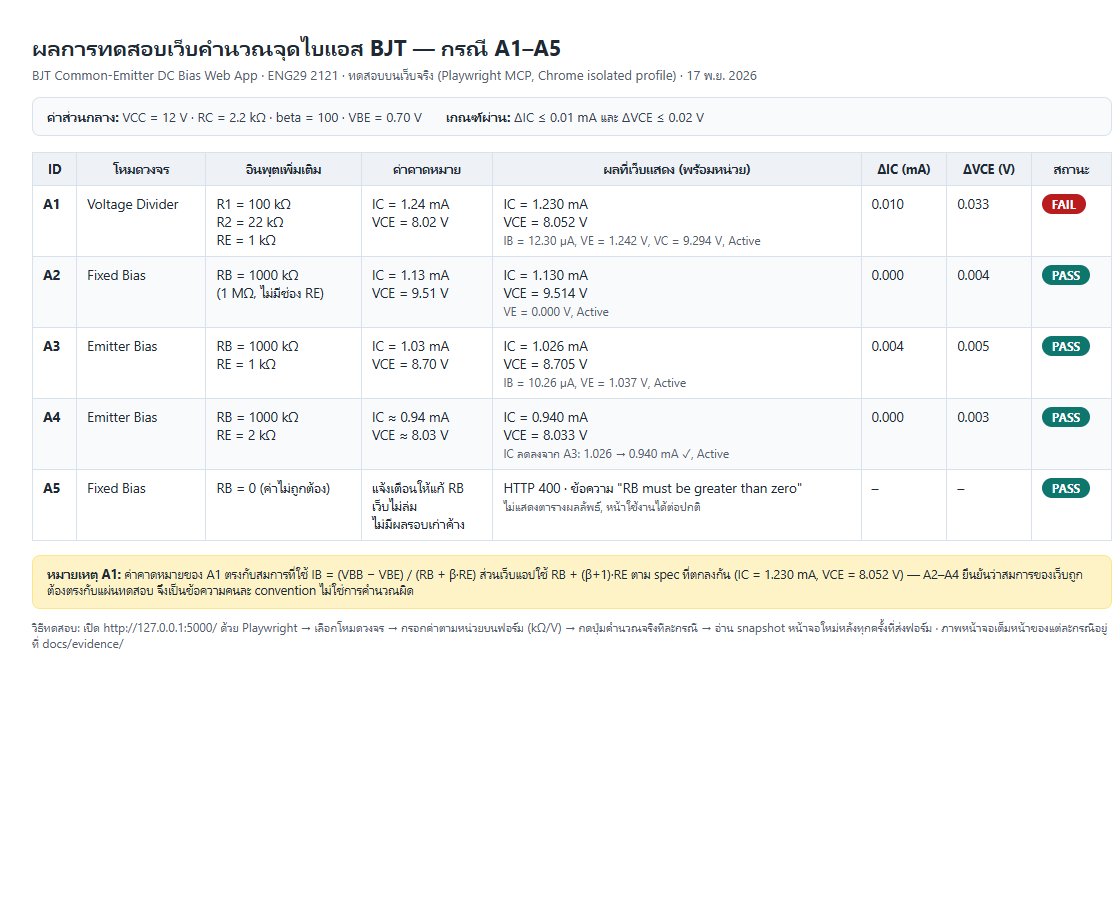 ผลการทดสอบเว็บคำนวณจุดไบแอส BJT — กรณี A1–A5
BJT Common-Emitter DC Bias Web App · ENG29 2121 · ทดสอบบนเว็บจริง (Playwright MCP, Chrome isolated profile) · 17 พ.ย. 2026
ค่าส่วนกลาง: VCC = 12 V · RC = 2.2 kΩ · beta = 100 · VBE = 0.70 V เกณฑ์ผ่าน: ΔIC ≤ 0.01 mA และ ΔVCE ≤ 0.02 V
ID โหมดวงจร อินพุตเพิ่มเติม ค่าคาดหมาย ผลที่เว็บแสดง (พร้อมหน่วย) ΔIC (mA) ΔVCE (V) สถานะ
A1 Voltage Divider R1 = 100 kΩ IC = 1.24 mA IC = 1.230 mA 0.010 0.033 FAIL
R2 = 22 kΩ VCE = 8.02 V VCE = 8.052 V
RE = 1 kΩ IB = 12.30 µA, VE = 1.242 V, VC = 9.294 V, Active
A2 Fixed Bias RB = 1000 kΩ IC = 1.13 mA IC = 1.130 mA 0.000 0.004 PASS
(1 MΩ, ไม่มีช่อง RE) VCE = 9.51 V VCE = 9.514 V
VE = 0.000 V, Active
A3 Emitter Bias RB = 1000 kΩ IC = 1.03 mA IC = 1.026 mA 0.004 0.005 PASS
RE = 1 kΩ VCE = 8.70 V VCE = 8.705 V
IB = 10.26 µA, VE = 1.037 V, Active
A4 Emitter Bias RB = 1000 kΩ IC ≈ 0.94 mA IC = 0.940 mA 0.000 0.003 PASS
RE = 2 kΩ VCE ≈ 8.03 V VCE = 8.033 V
IC ลดลงจาก A3: 1.026 → 0.940 mA ✓, Active
A5 Fixed Bias RB = 0 (ค่าไม่ถูกต้อง) แจ้งเตือนให้แก้ RB HTTP 400 · ข้อความ "RB must be greater than zero" – – PASS
เว็บไม่ล่ม ไม่แสดงตารางผลลัพธ์, หน้าใช้งานได้ต่อปกติ
ไม่มีผลรอบเก่าค้าง
หมายเหตุ A1: ค่าคาดหมายของ A1 ตรงกับสมการที่ใช้ IB = (VBB − VBE) / (RB + β·RE) ส่วนเว็บแอปใช้ RB + (β+1)·RE ตาม spec ที่ตกลงกัน (IC = 1.230 mA, VCE = 8.052 V) — A2–A4 ยืนยันว่าสมการของเว็บถูก
ต้องตรงกับแผ่นทดสอบ จึงเป็นข้อความคนละ convention ไม่ใช่การคำนวณผิด
วิธีทดสอบ: เปิด http://127.0.0.1:5000/ ด้วย Playwright → เลือกโหมดวงจร → กรอกค่าตามหน่วยบนฟอร์ม (kΩ/V) → กดปุ่มคำนวณจริงทีละกรณี → อ่าน snapshot หน้าใหม่หลังทุกครั้งที่ส่งฟอร์ม · ภาพหน้าจอเต็มหน้าของแต่ละกรณีอยู่
ที่ docs/evidence/